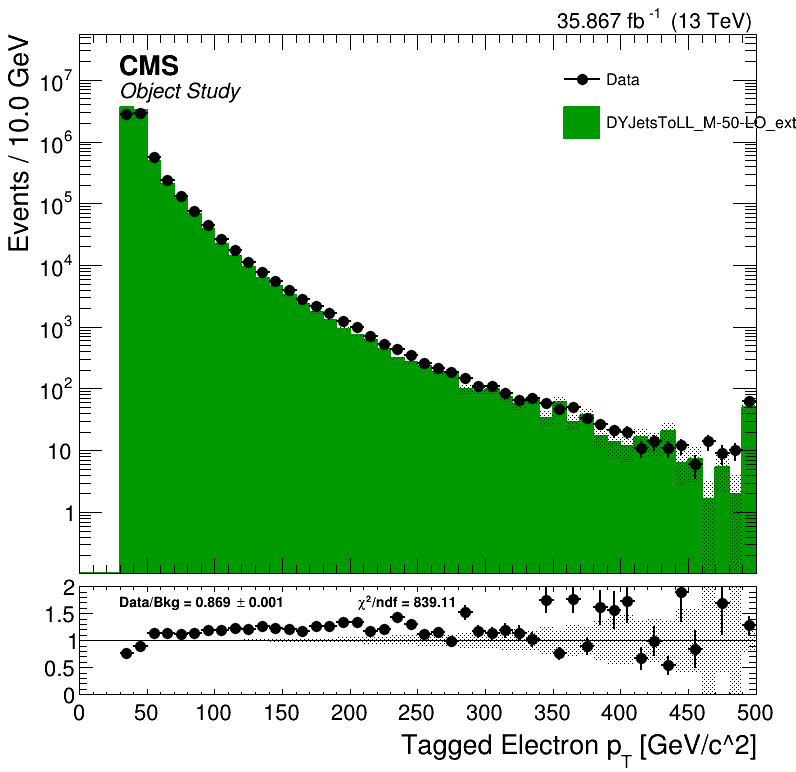 35.867 fb⁻¹ (13 TeV)
CMS
Object Study
Data
DYJetsToLL_M-50-LO_ext
Events / 10.0 GeV
10⁷
10⁶
10⁵
10⁴
10³
10²
10
1
Data/Bkg = 0.869 ± 0.001
χ²/ndf = 839.11
2
1.5
1
0.5
0
0 50 100 150 200 250 300 350 400 450 500
Tagged Electron p_T [GeV/c^2]